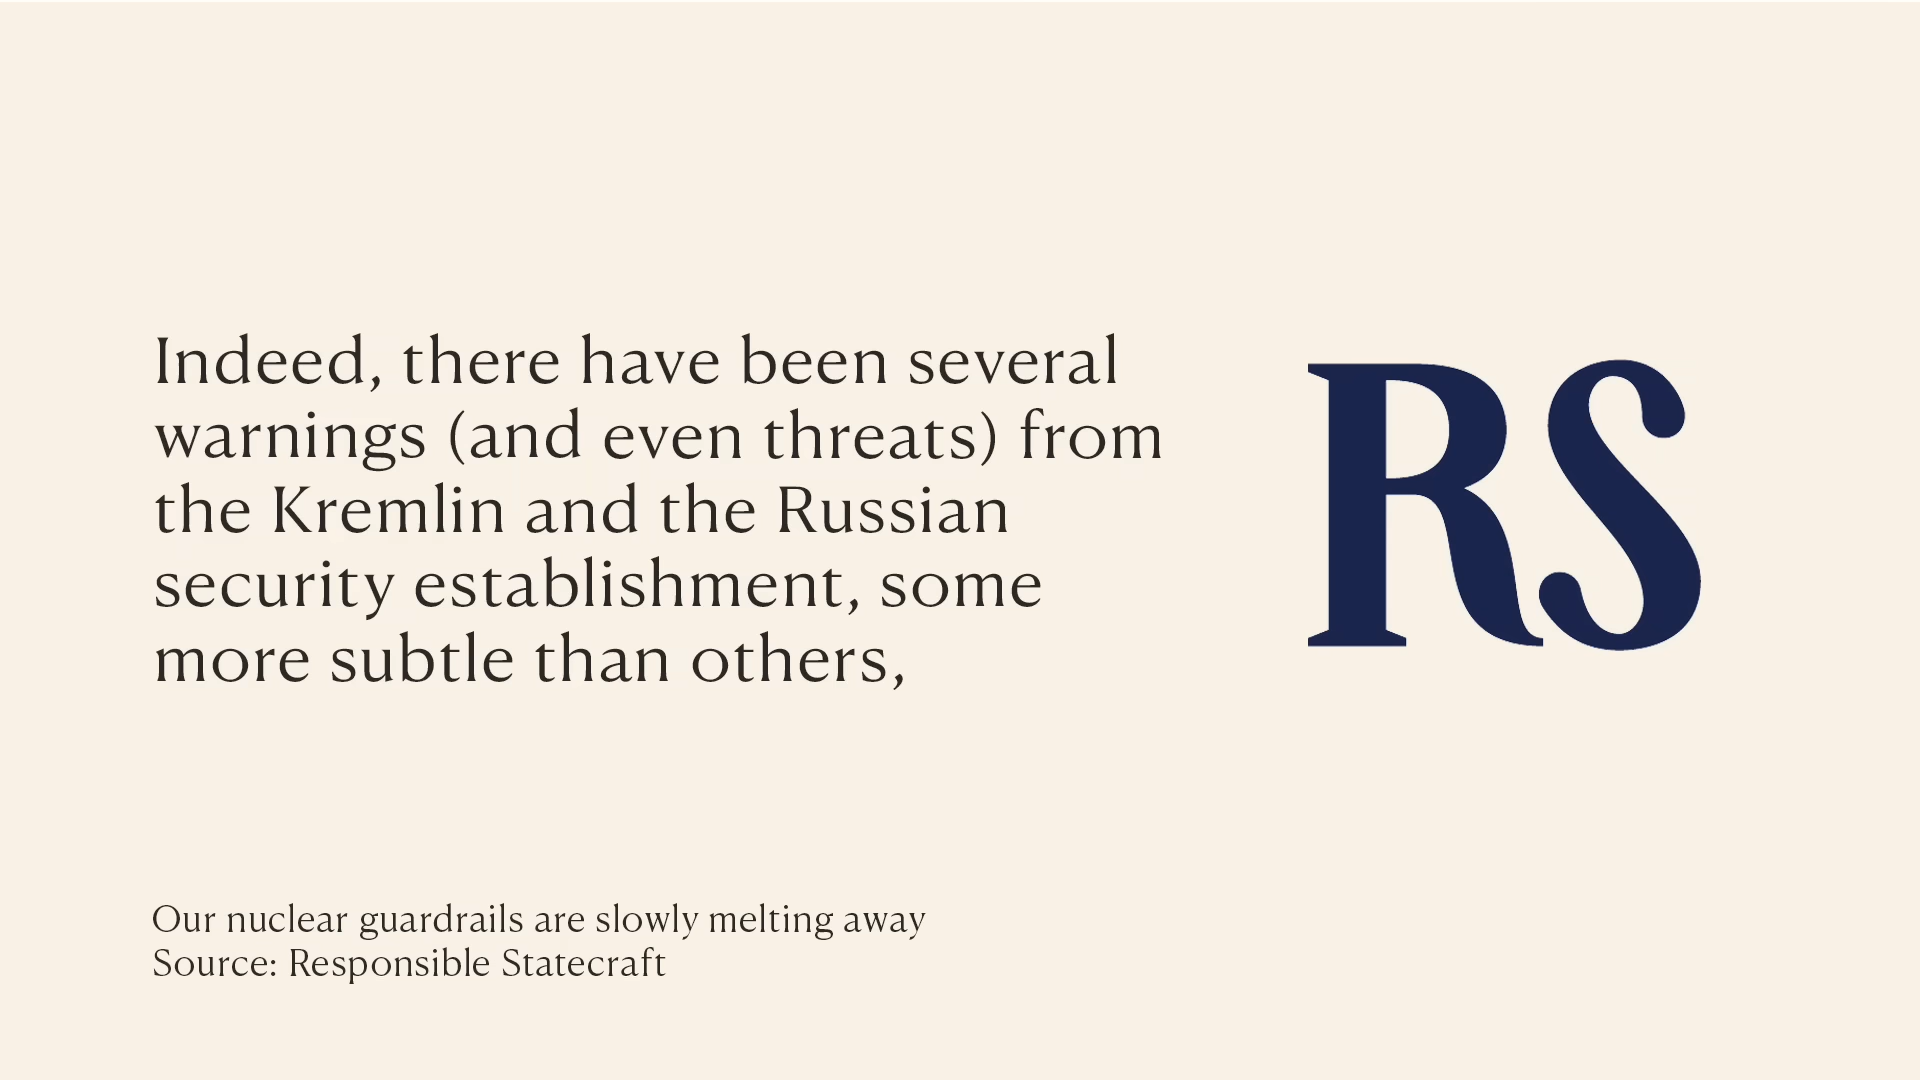 Indeed, there have been several
warnings (and even threats) from
the Kremlin and the Russian
security establishment, some
more subtle than others,
RS
Our nuclear guardrails are slowly melting away
Source: Responsible Statecraft